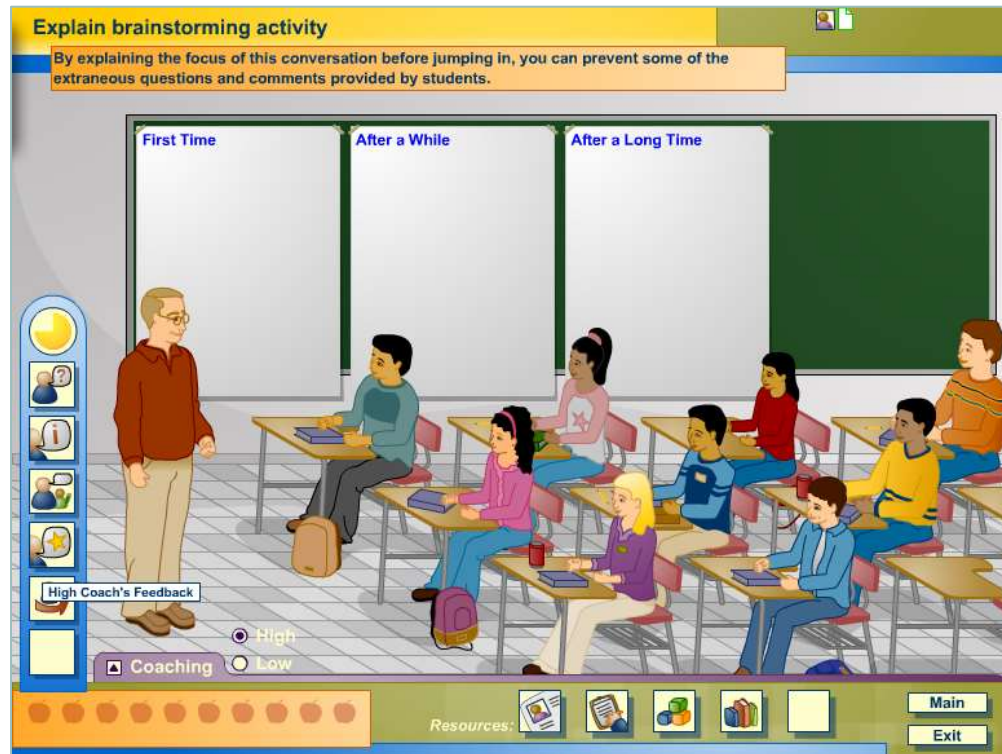 Explain brainstorming activity
By explaining the focus of this conversation before jumping in, you can prevent some of the
extraneous questions and comments provided by students.
First Time
After a While
After a Long Time
?
i
High Coach's Feedback
High
Coaching
Low
Resources:
Main
Exit